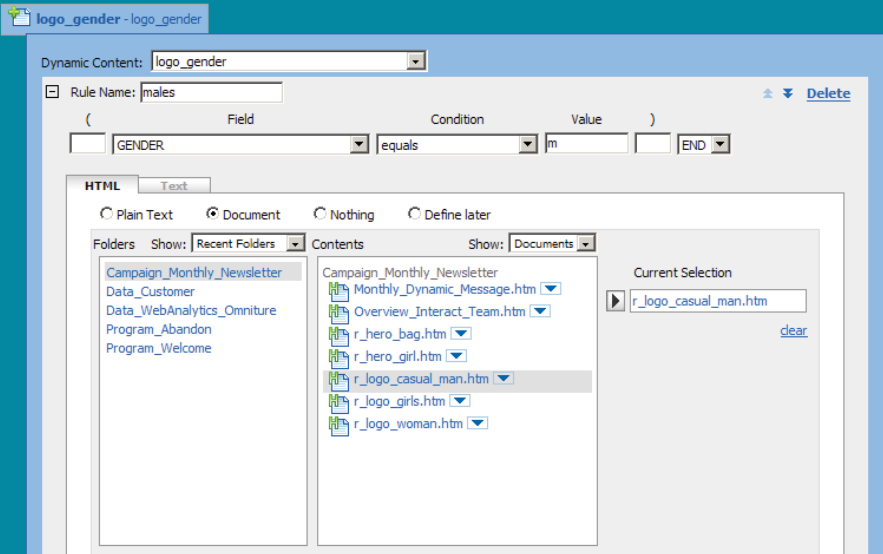 logo_gender - logo_gender
Dynamic Content: logo_gender
Rule Name: males Delete
( Field Condition Value )
GENDER equals m END
HTML Text
Plain Text Document Nothing Define later
Folders Show: Recent Folders Contents Show: Documents
Campaign_Monthly_Newsletter
Data_Customer
Data_WebAnalytics_Omniture
Program_Abandon
Program_Welcome
Campaign_Monthly_Newsletter
Monthly_Dynamic_Message.htm
Overview_Interact_Team.htm
r_hero_bag.htm
r_hero_girl.htm
r_logo_casual_man.htm
r_logo_girls.htm
r_logo_woman.htm
Current Selection
r_logo_casual_man.htm
clear